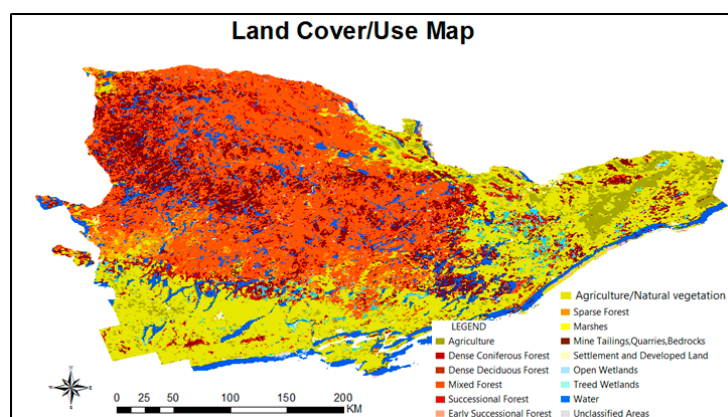 Land Cover/Use Map
LEGEND
Agriculture
Dense Coniferous Forest
Dense Deciduous Forest
Mixed Forest
Successional Forest
Early Successional Forest
Agriculture/Natural vegetation
Sparse Forest
Marshes
Mine Tailings,Quarries,Bedrocks
Settlement and Developed Land
Open Wetlands
Treed Wetlands
Water
Unclassified Areas
0 25 50 100 150 200
KM